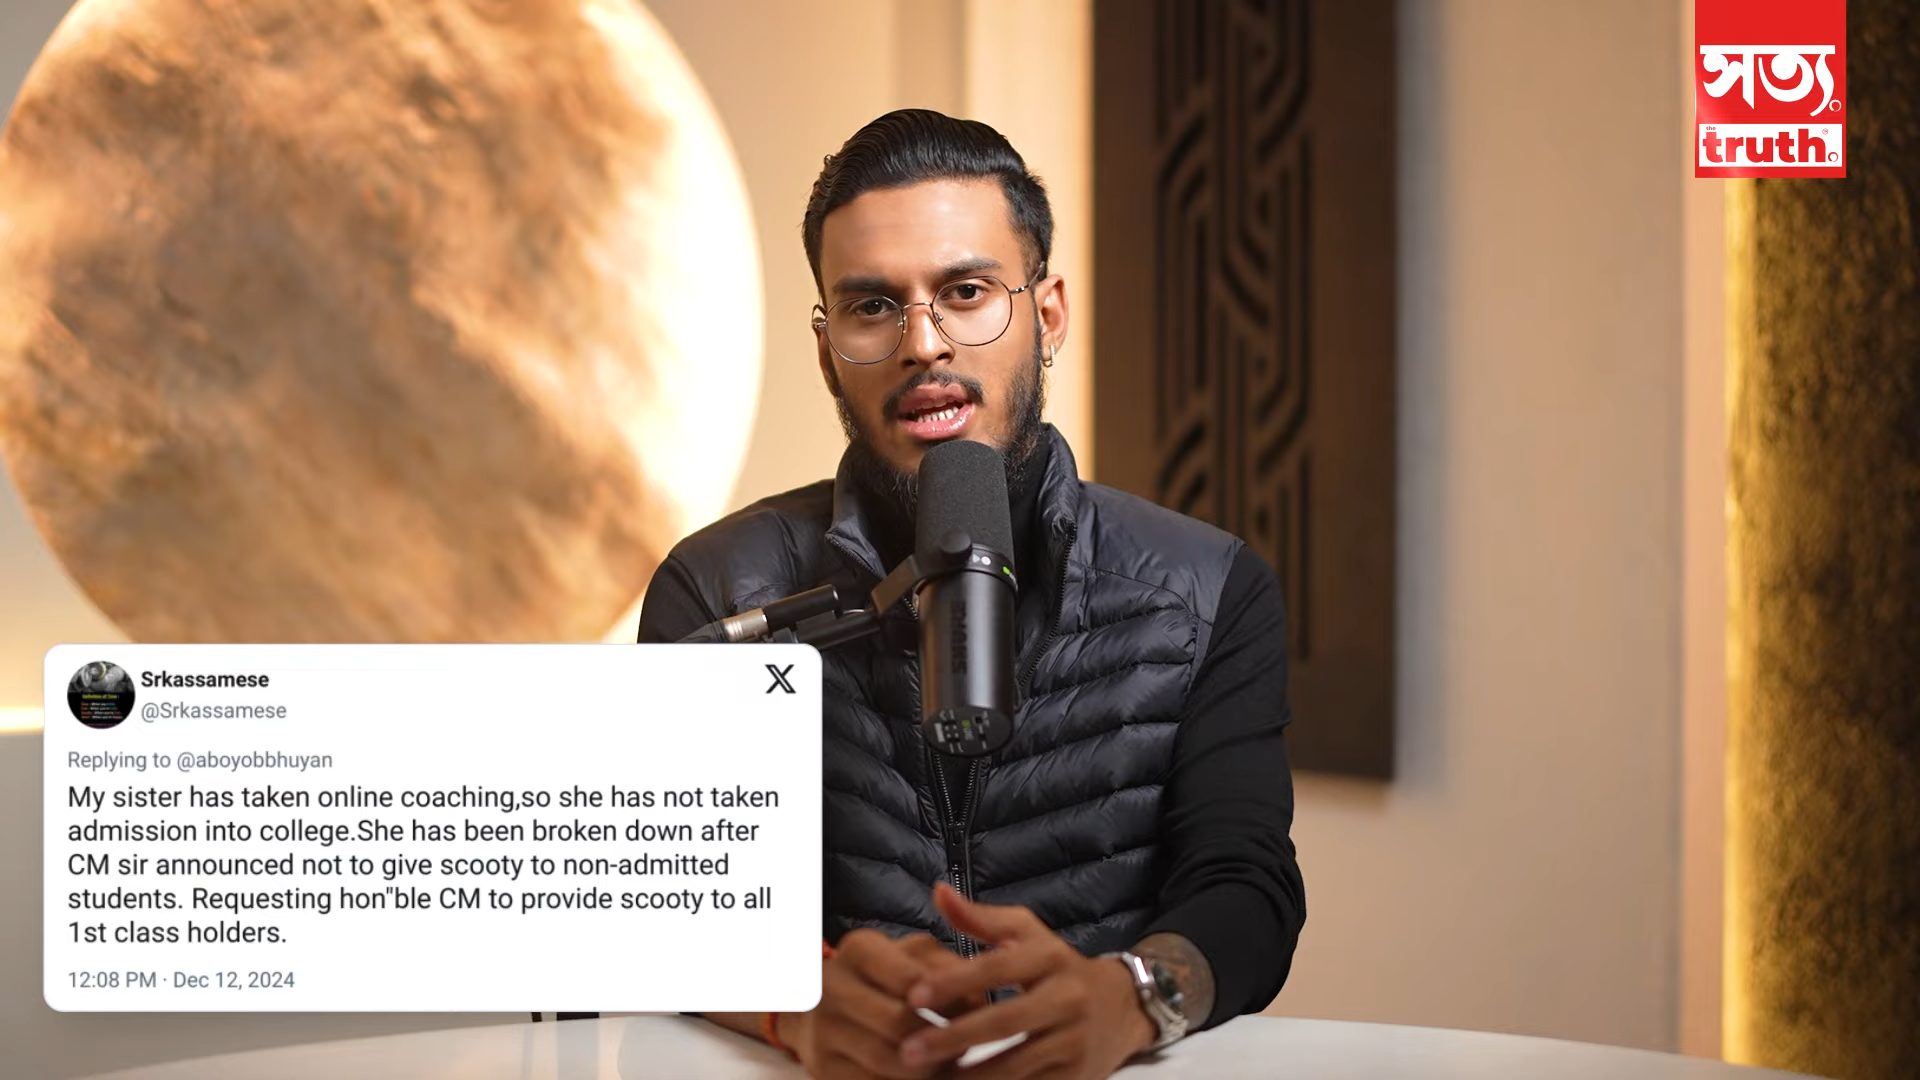 সত্য
the
truth
Srkassamese
@Srkassamese
Replying to @aboyobbhuyan
My sister has taken online coaching,so she has not taken
admission into college.She has been broken down after
CM sir announced not to give scooty to non-admitted
students. Requesting hon"ble CM to provide scooty to all
1st class holders.
12:08 PM · Dec 12, 2024
SHURE